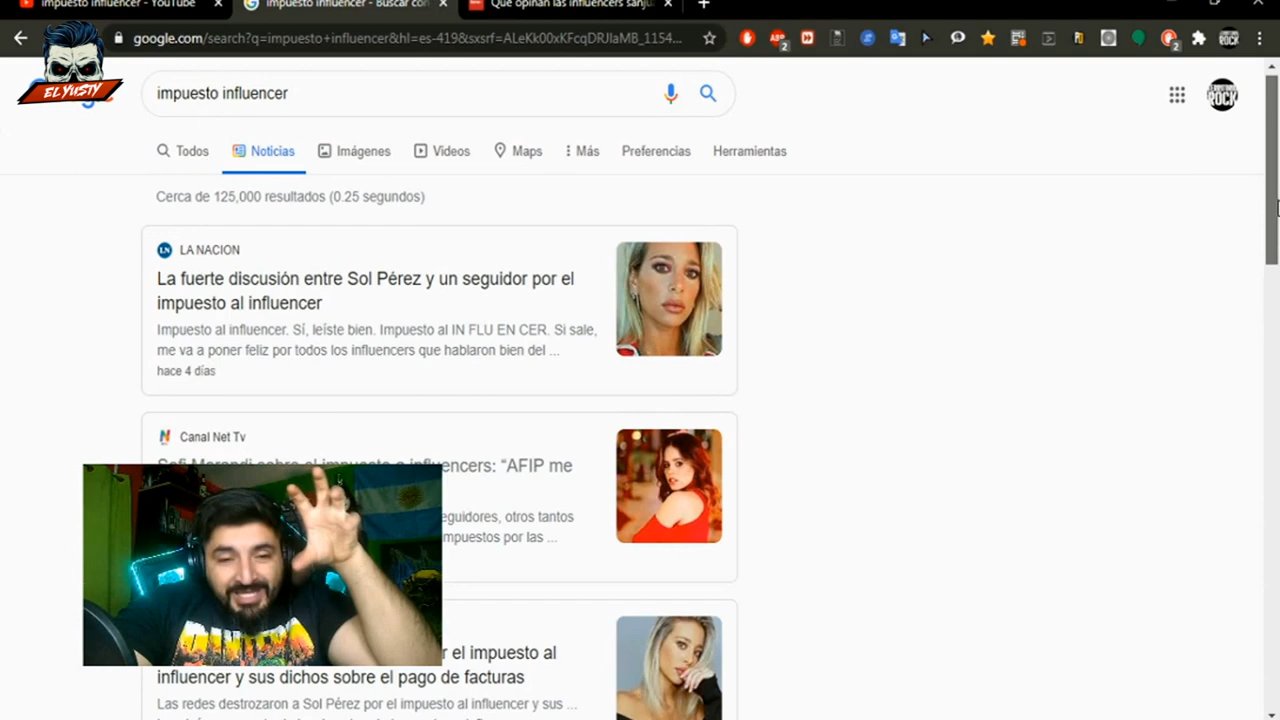 impuesto influencer - YouTube
impuesto influencer - Buscar con
Qué opinan las influencers sanju
google.com/search?q=impuesto+influencer&hl=es-419&sxsrf=ALeKk00xKFcqDRJlaMB_1154...
EL YUSTY
impuesto influencer
ROCK
Todos Noticias Imágenes Videos Maps Más Preferencias Herramientas
Cerca de 125,000 resultados (0.25 segundos)
LN LA NACION
La fuerte discusión entre Sol Pérez y un seguidor por el
impuesto al influencer
Impuesto al influencer. Sí, leíste bien. Impuesto al IN FLU EN CER. Si sale,
me va a poner feliz por todos los influencers que hablaron bien del ...
hace 4 días
N Canal Net Tv
Sofi Morandi sobre el impuesto a influencers: “AFIP me
eguidores, otros tantos
mpuestos por las ...
r el impuesto al
influencer y sus dichos sobre el pago de facturas
Las redes destrozaron a Sol Pérez por el impuesto al influencer y sus ...